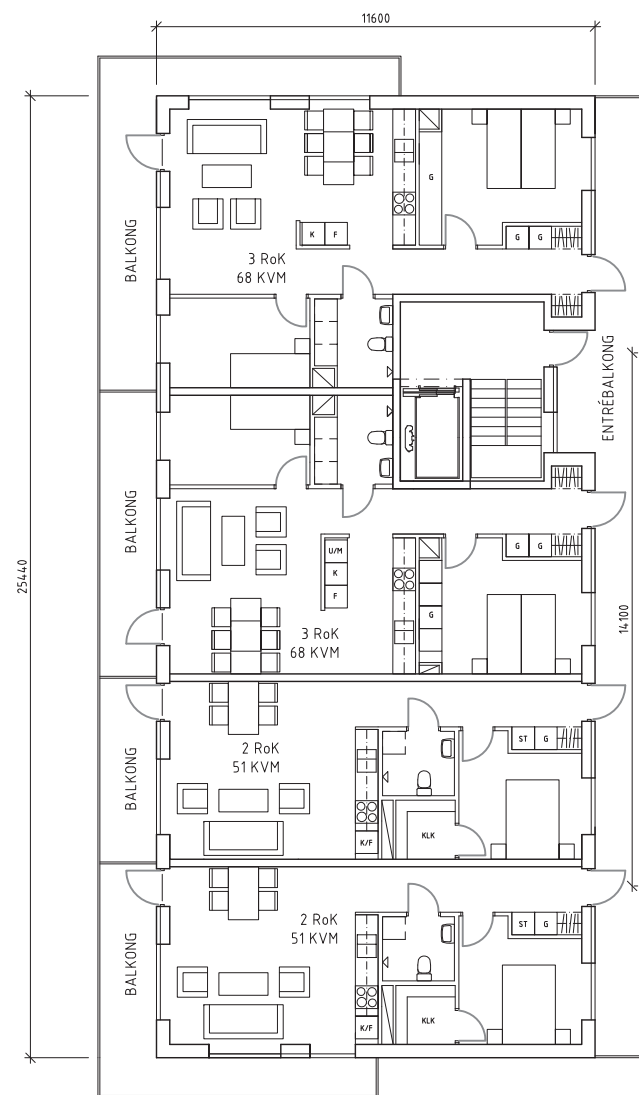 11600
G
K F
G G
3 RoK
68 KVM
BALKONG
ENTRÉBALKONG
BALKONG
25440
U/M
K
F
G G
G
3 RoK
68 KVM
14100
2 RoK
51 KVM
ST G
BALKONG
K/F
KLK
2 RoK
51 KVM
ST G
BALKONG
K/F
KLK